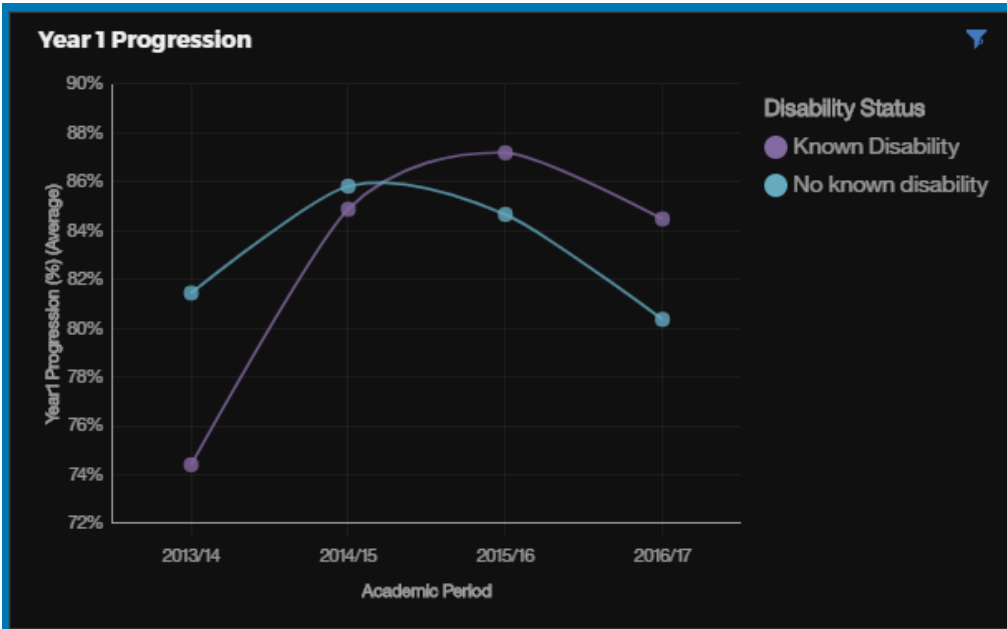 Year 1 Progression
90%
88%
86%
84%
82%
80%
78%
76%
74%
72%
Year1 Progression (%) (Average)
2013/14
2014/15
2015/16
2016/17
Academic Period
Disability Status
Known Disability
No known disability